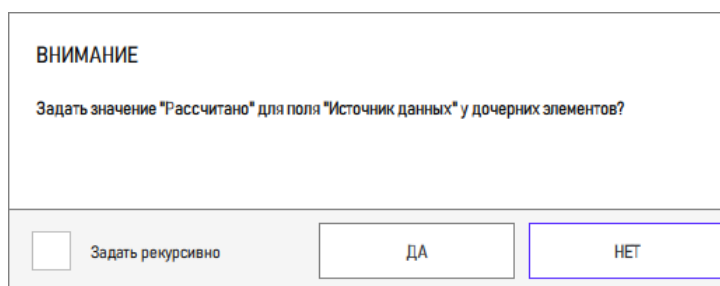 ВНИМАНИЕ
Задать значение "Рассчитано" для поля "Источник данных" у дочерних элементов?
Задать рекурсивно
ДА
НЕТ